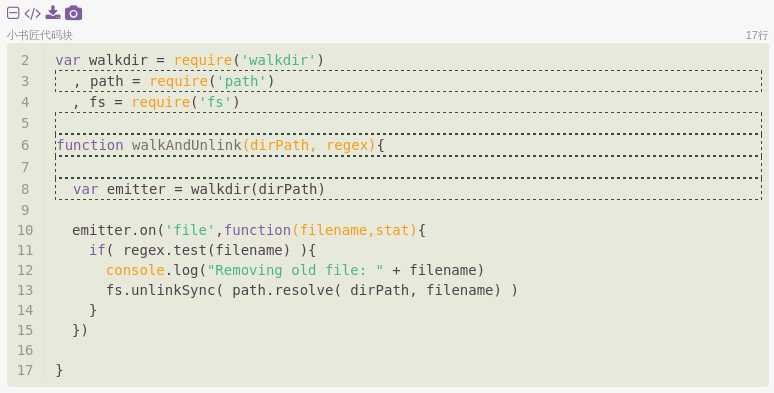 小书匠代码块 17行
2 var walkdir = require('walkdir')
3   , path = require('path')
4   , fs = require('fs')
5
6 function walkAndUnlink(dirPath, regex){
7
8   var emitter = walkdir(dirPath)
9
10   emitter.on('file',function(filename,stat){
11     if( regex.test(filename) ){
12       console.log("Removing old file: " + filename)
13       fs.unlinkSync( path.resolve( dirPath, filename) )
14     }
15   })
16
17 }